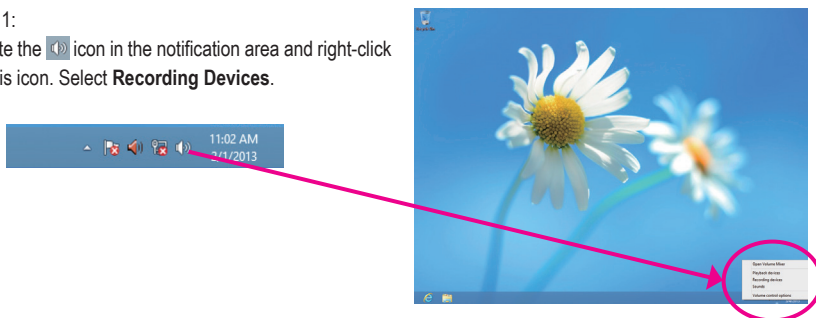 1:
te the icon in the notification area and right-click
is icon. Select Recording Devices.
11:02 AM
2/1/2013
Open Volume Mixer
Playback devices
Recording devices
Sounds
Volume control options